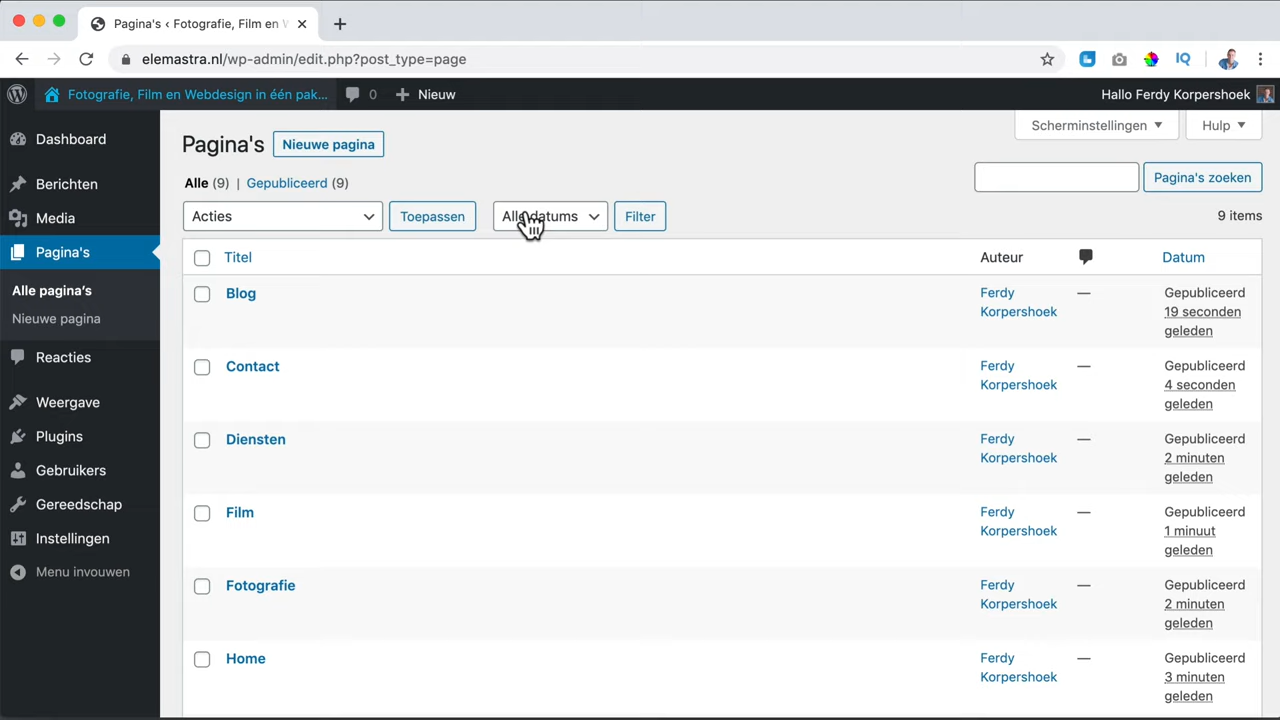 Pagina's ‹ Fotografie, Film en W
elemastra.nl/wp-admin/edit.php?post_type=page
Fotografie, Film en Webdesign in één pak...
0
Nieuw
Hallo Ferdy Korpershoek
Dashboard
Berichten
Media
Pagina's
Alle pagina's
Nieuwe pagina
Reacties
Weergave
Plugins
Gebruikers
Gereedschap
Instellingen
Menu invouwen
Scherminstellingen
Hulp
Pagina's
Nieuwe pagina
Alle (9) | Gepubliceerd (9)
Pagina's zoeken
Acties
Toepassen
Alle datums
Filter
9 items
Titel
Auteur
Datum
Blog
Ferdy
Korpershoek
—
Gepubliceerd
19 seconden
geleden
Contact
Ferdy
Korpershoek
—
Gepubliceerd
4 seconden
geleden
Diensten
Ferdy
Korpershoek
—
Gepubliceerd
2 minuten
geleden
Film
Ferdy
Korpershoek
—
Gepubliceerd
1 minuut
geleden
Fotografie
Ferdy
Korpershoek
—
Gepubliceerd
2 minuten
geleden
Home
Ferdy
Korpershoek
—
Gepubliceerd
3 minuten
geleden